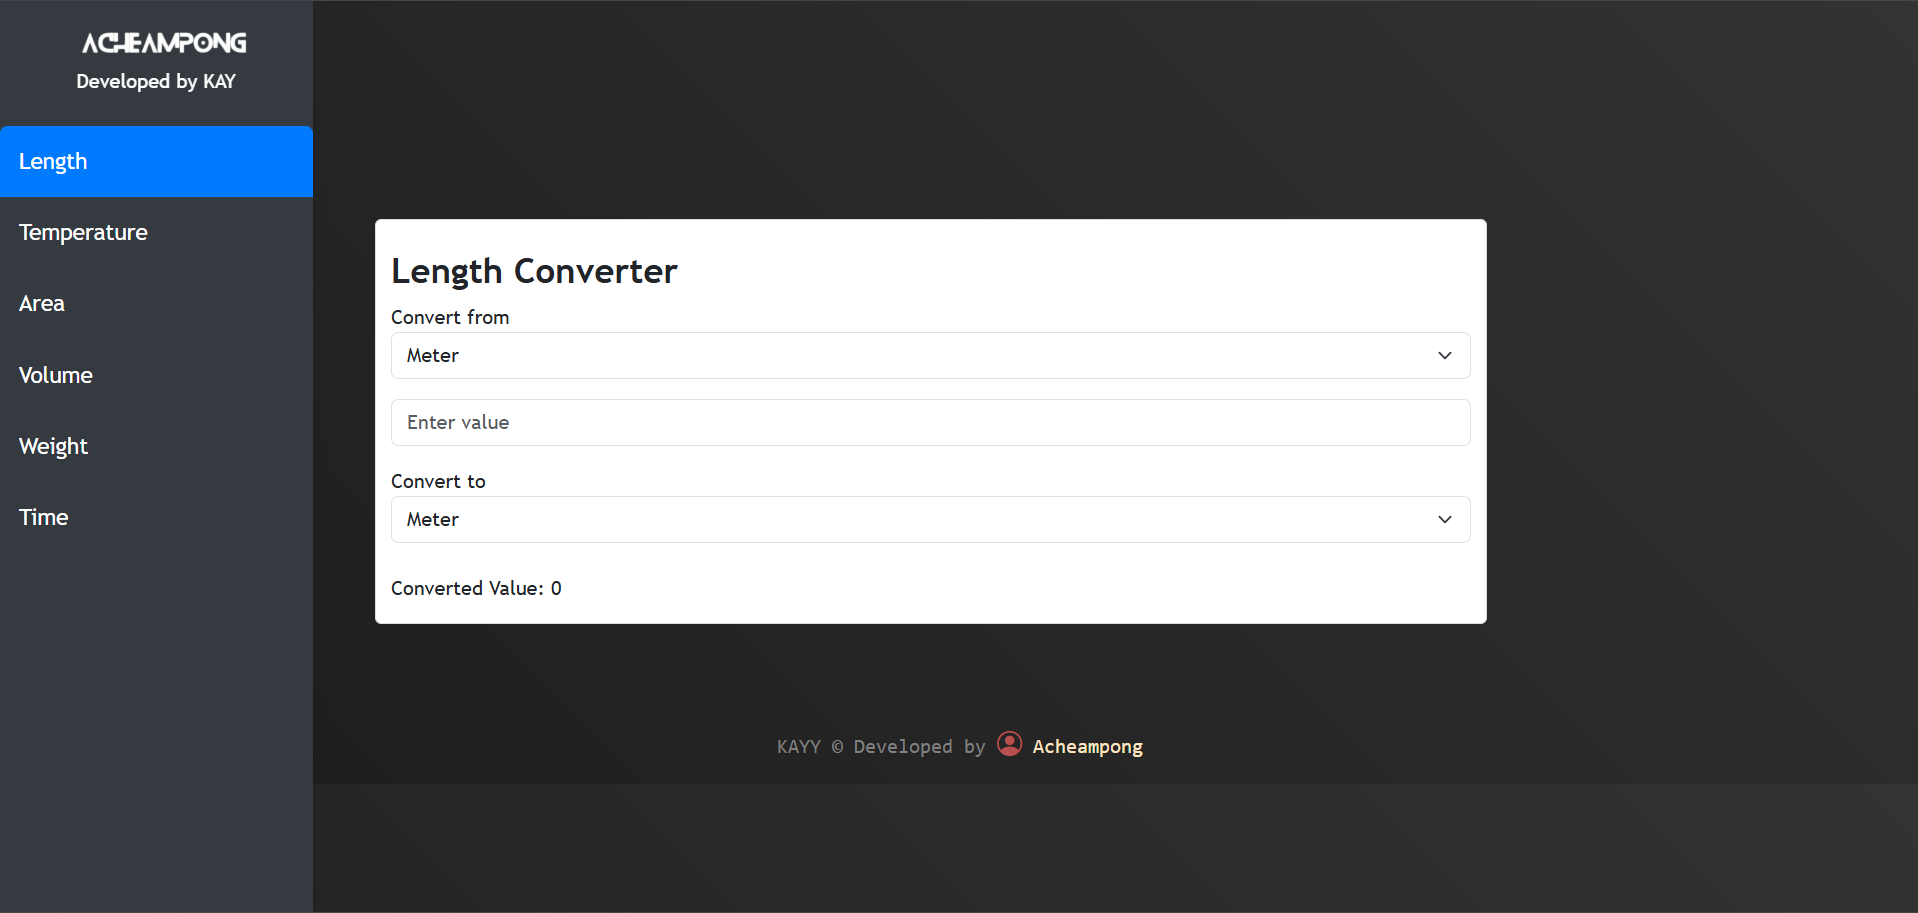 ACHEAMPONG
Developed by KAY
Length
Temperature
Area
Volume
Weight
Time
Length Converter
Convert from
Meter
Enter value
Convert to
Meter
Converted Value: 0
KAYY © Developed by Acheampong